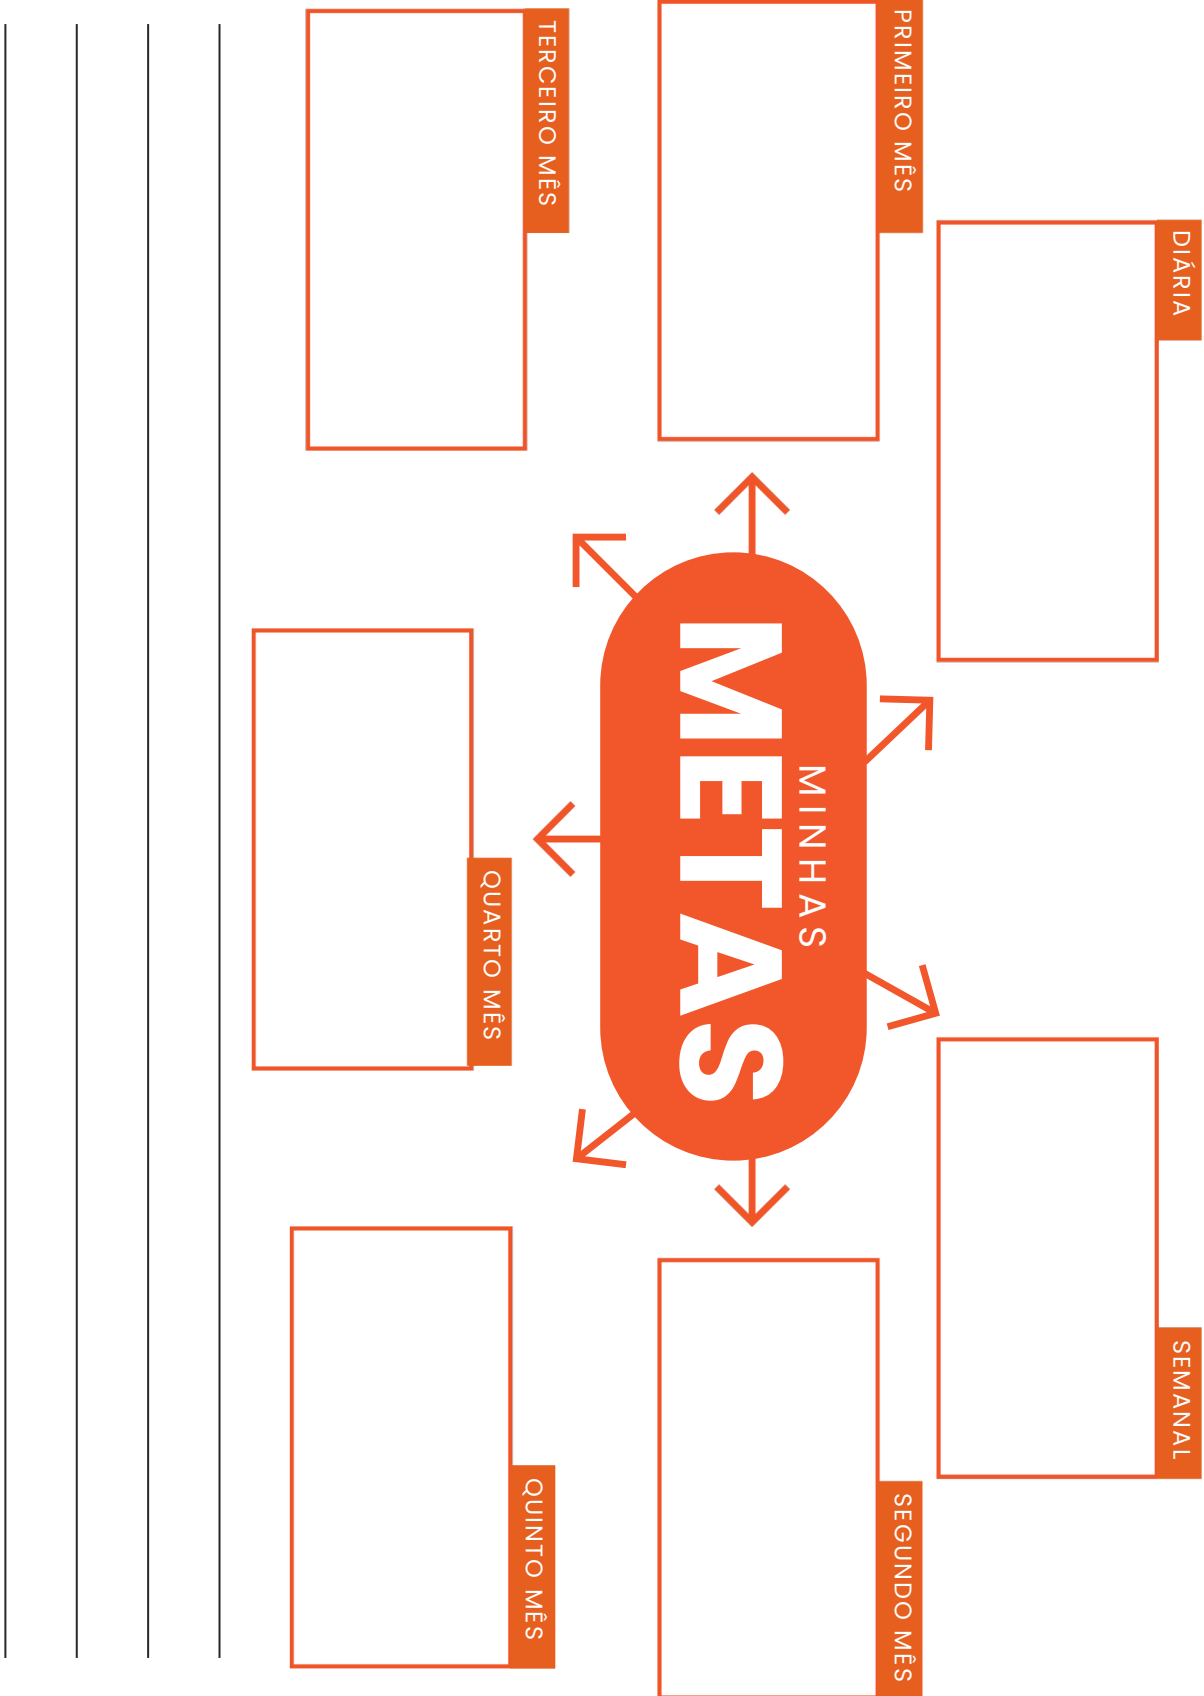 DIÁRIA
SEMANAL
PRIMEIRO MÊS
MINHAS
METAS
SEGUNDO MÊS
TERCEIRO MÊS
QUARTO MÊS
QUINTO MÊS